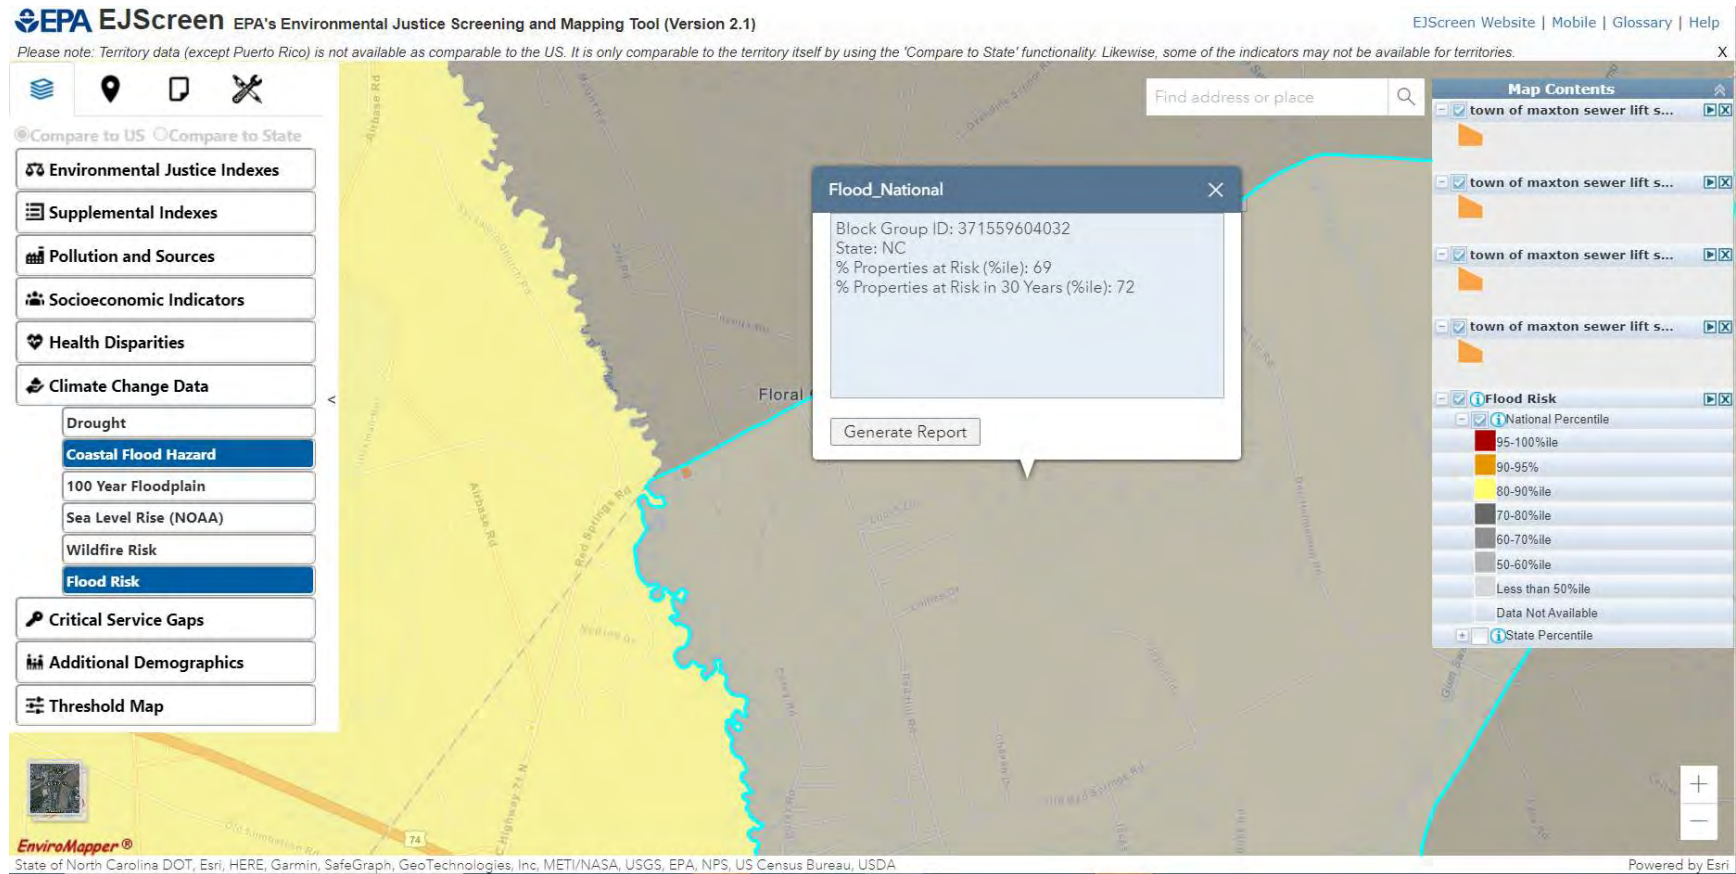 EPA EJScreen EPA's Environmental Justice Screening and Mapping Tool (Version 2.1)
EJScreen Website | Mobile | Glossary | Help
Please note: Territory data (except Puerto Rico) is not available as comparable to the US. It is only comparable to the territory itself by using the 'Compare to State' functionality. Likewise, some of the indicators may not be available for territories.
X
Compare to US Compare to State
Environmental Justice Indexes
Supplemental Indexes
Pollution and Sources
Socioeconomic Indicators
Health Disparities
Climate Change Data
Drought
Coastal Flood Hazard
100 Year Floodplain
Sea Level Rise (NOAA)
Wildfire Risk
Flood Risk
Critical Service Gaps
Additional Demographics
Threshold Map
<
Airbase Rd
Find address or place
Flood_National
Block Group ID: 371559604032
State: NC
% Properties at Risk (%ile): 69
% Properties at Risk in 30 Years (%ile): 72
Generate Report
Floral
Airbase Rd
Red Springs Rd
74
Map Contents
town of maxton sewer lift s...
town of maxton sewer lift s...
town of maxton sewer lift s...
town of maxton sewer lift s...
Flood Risk
National Percentile
95-100%ile
90-95%
80-90%ile
70-80%ile
60-70%ile
50-60%ile
Less than 50%ile
Data Not Available
State Percentile
+
−
EnviroMapper ®
State of North Carolina DOT, Esri, HERE, Garmin, SafeGraph, GeoTechnologies, Inc, METI/NASA, USGS, EPA, NPS, US Census Bureau, USDA
Powered by Esri